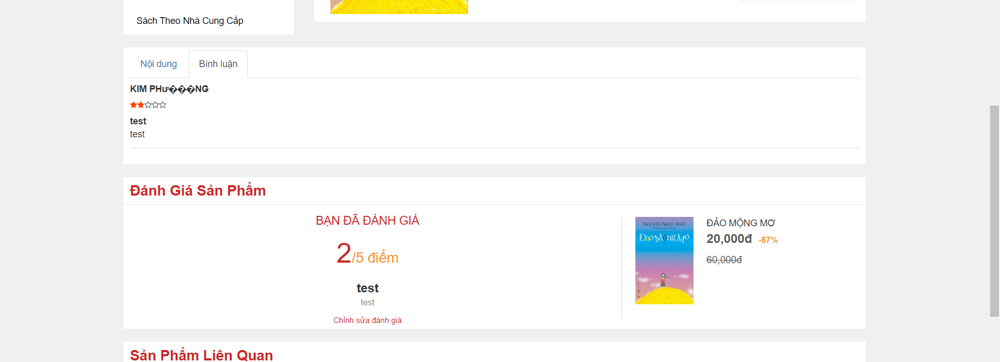 Sách Theo Nhà Cung Cấp
Nội dung
Bình luận
KIM PHư���NG
test
test
Đánh Giá Sản Phẩm
BẠN ĐÃ ĐÁNH GIÁ
2/5 điểm
test
test
Chỉnh sửa đánh giá
NGUYỄN NHẬT ÁNH
Đảo Mộng Mơ
ĐẢO MỘNG MƠ
20,000đ -67%
60,000đ
Sản Phẩm Liên Quan